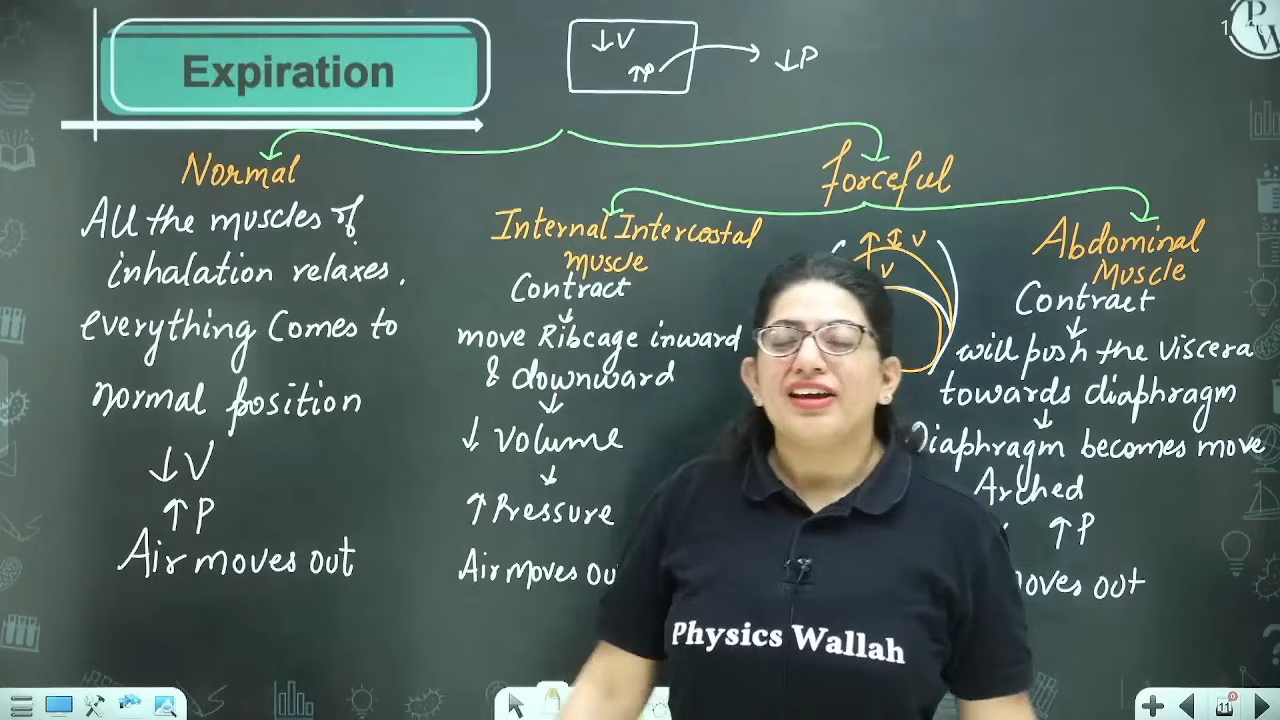 Expiration
↓V
↑P
↓P
Normal
All the muscles of
inhalation relaxes.
everything comes to
normal position
↓V
↑P
Air moves out
Forceful
Internal Intercostal
Muscle
Contract
↓
move Ribcage inward
& downward
↓
↓ Volume
↓
↑ Pressure
Air moves ou
↑ ↕ V
V
Abdominal
Muscle
Contract
↓
will push the viscera
towards diaphragm
↓
Diaphragm becomes move
Arched
↑P
moves out
Physics Wallah
P
W
11